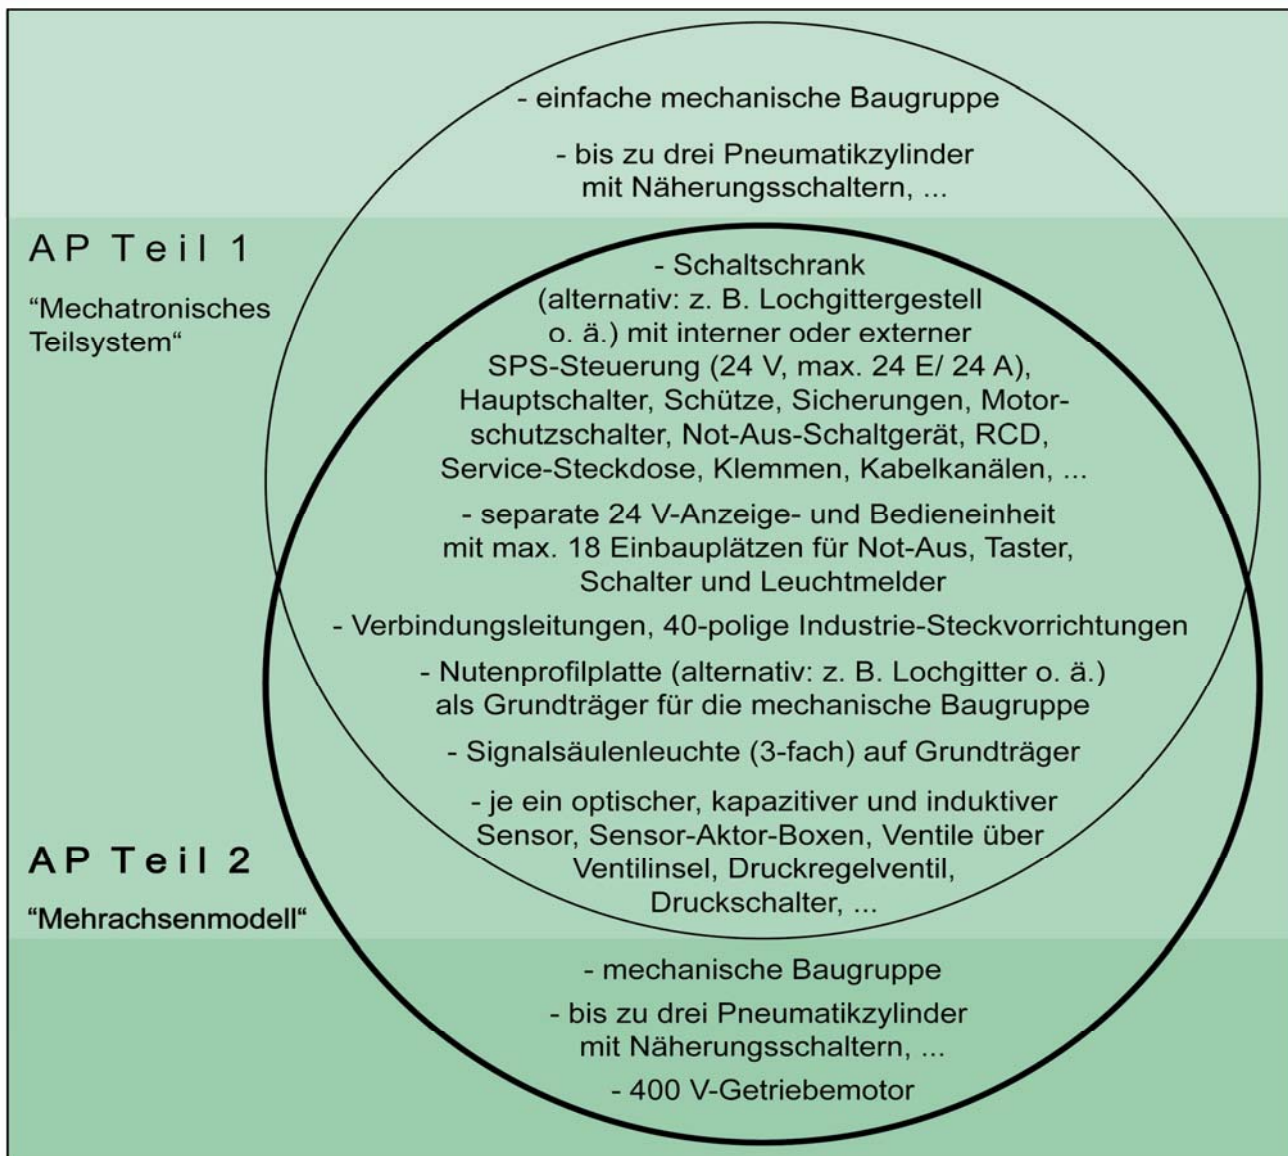 - einfache mechanische Baugruppe
- bis zu drei Pneumatikzylinder
mit Näherungsschaltern, ...
AP Teil 1
“Mechatronisches
Teilsystem“
- Schaltschrank
(alternativ: z. B. Lochgittergestell
o. ä.) mit interner oder externer
SPS-Steuerung (24 V, max. 24 E/ 24 A),
Hauptschalter, Schütze, Sicherungen, Motor-
schutzschalter, Not-Aus-Schaltgerät, RCD,
Service-Steckdose, Klemmen, Kabelkanälen, ...
- separate 24 V-Anzeige- und Bedieneinheit
mit max. 18 Einbauplätzen für Not-Aus, Taster,
Schalter und Leuchtmelder
- Verbindungsleitungen, 40-polige Industrie-Steckvorrichtungen
- Nutenprofilplatte (alternativ: z. B. Lochgitter o. ä.)
als Grundträger für die mechanische Baugruppe
- Signalsäulenleuchte (3-fach) auf Grundträger
- je ein optischer, kapazitiver und induktiver
Sensor, Sensor-Aktor-Boxen, Ventile über
Ventilinsel, Druckregelventil,
Druckschalter, ...
AP Teil 2
“Mehrachsenmodell“
- mechanische Baugruppe
- bis zu drei Pneumatikzylinder
mit Näherungsschaltern, ...
- 400 V-Getriebemotor